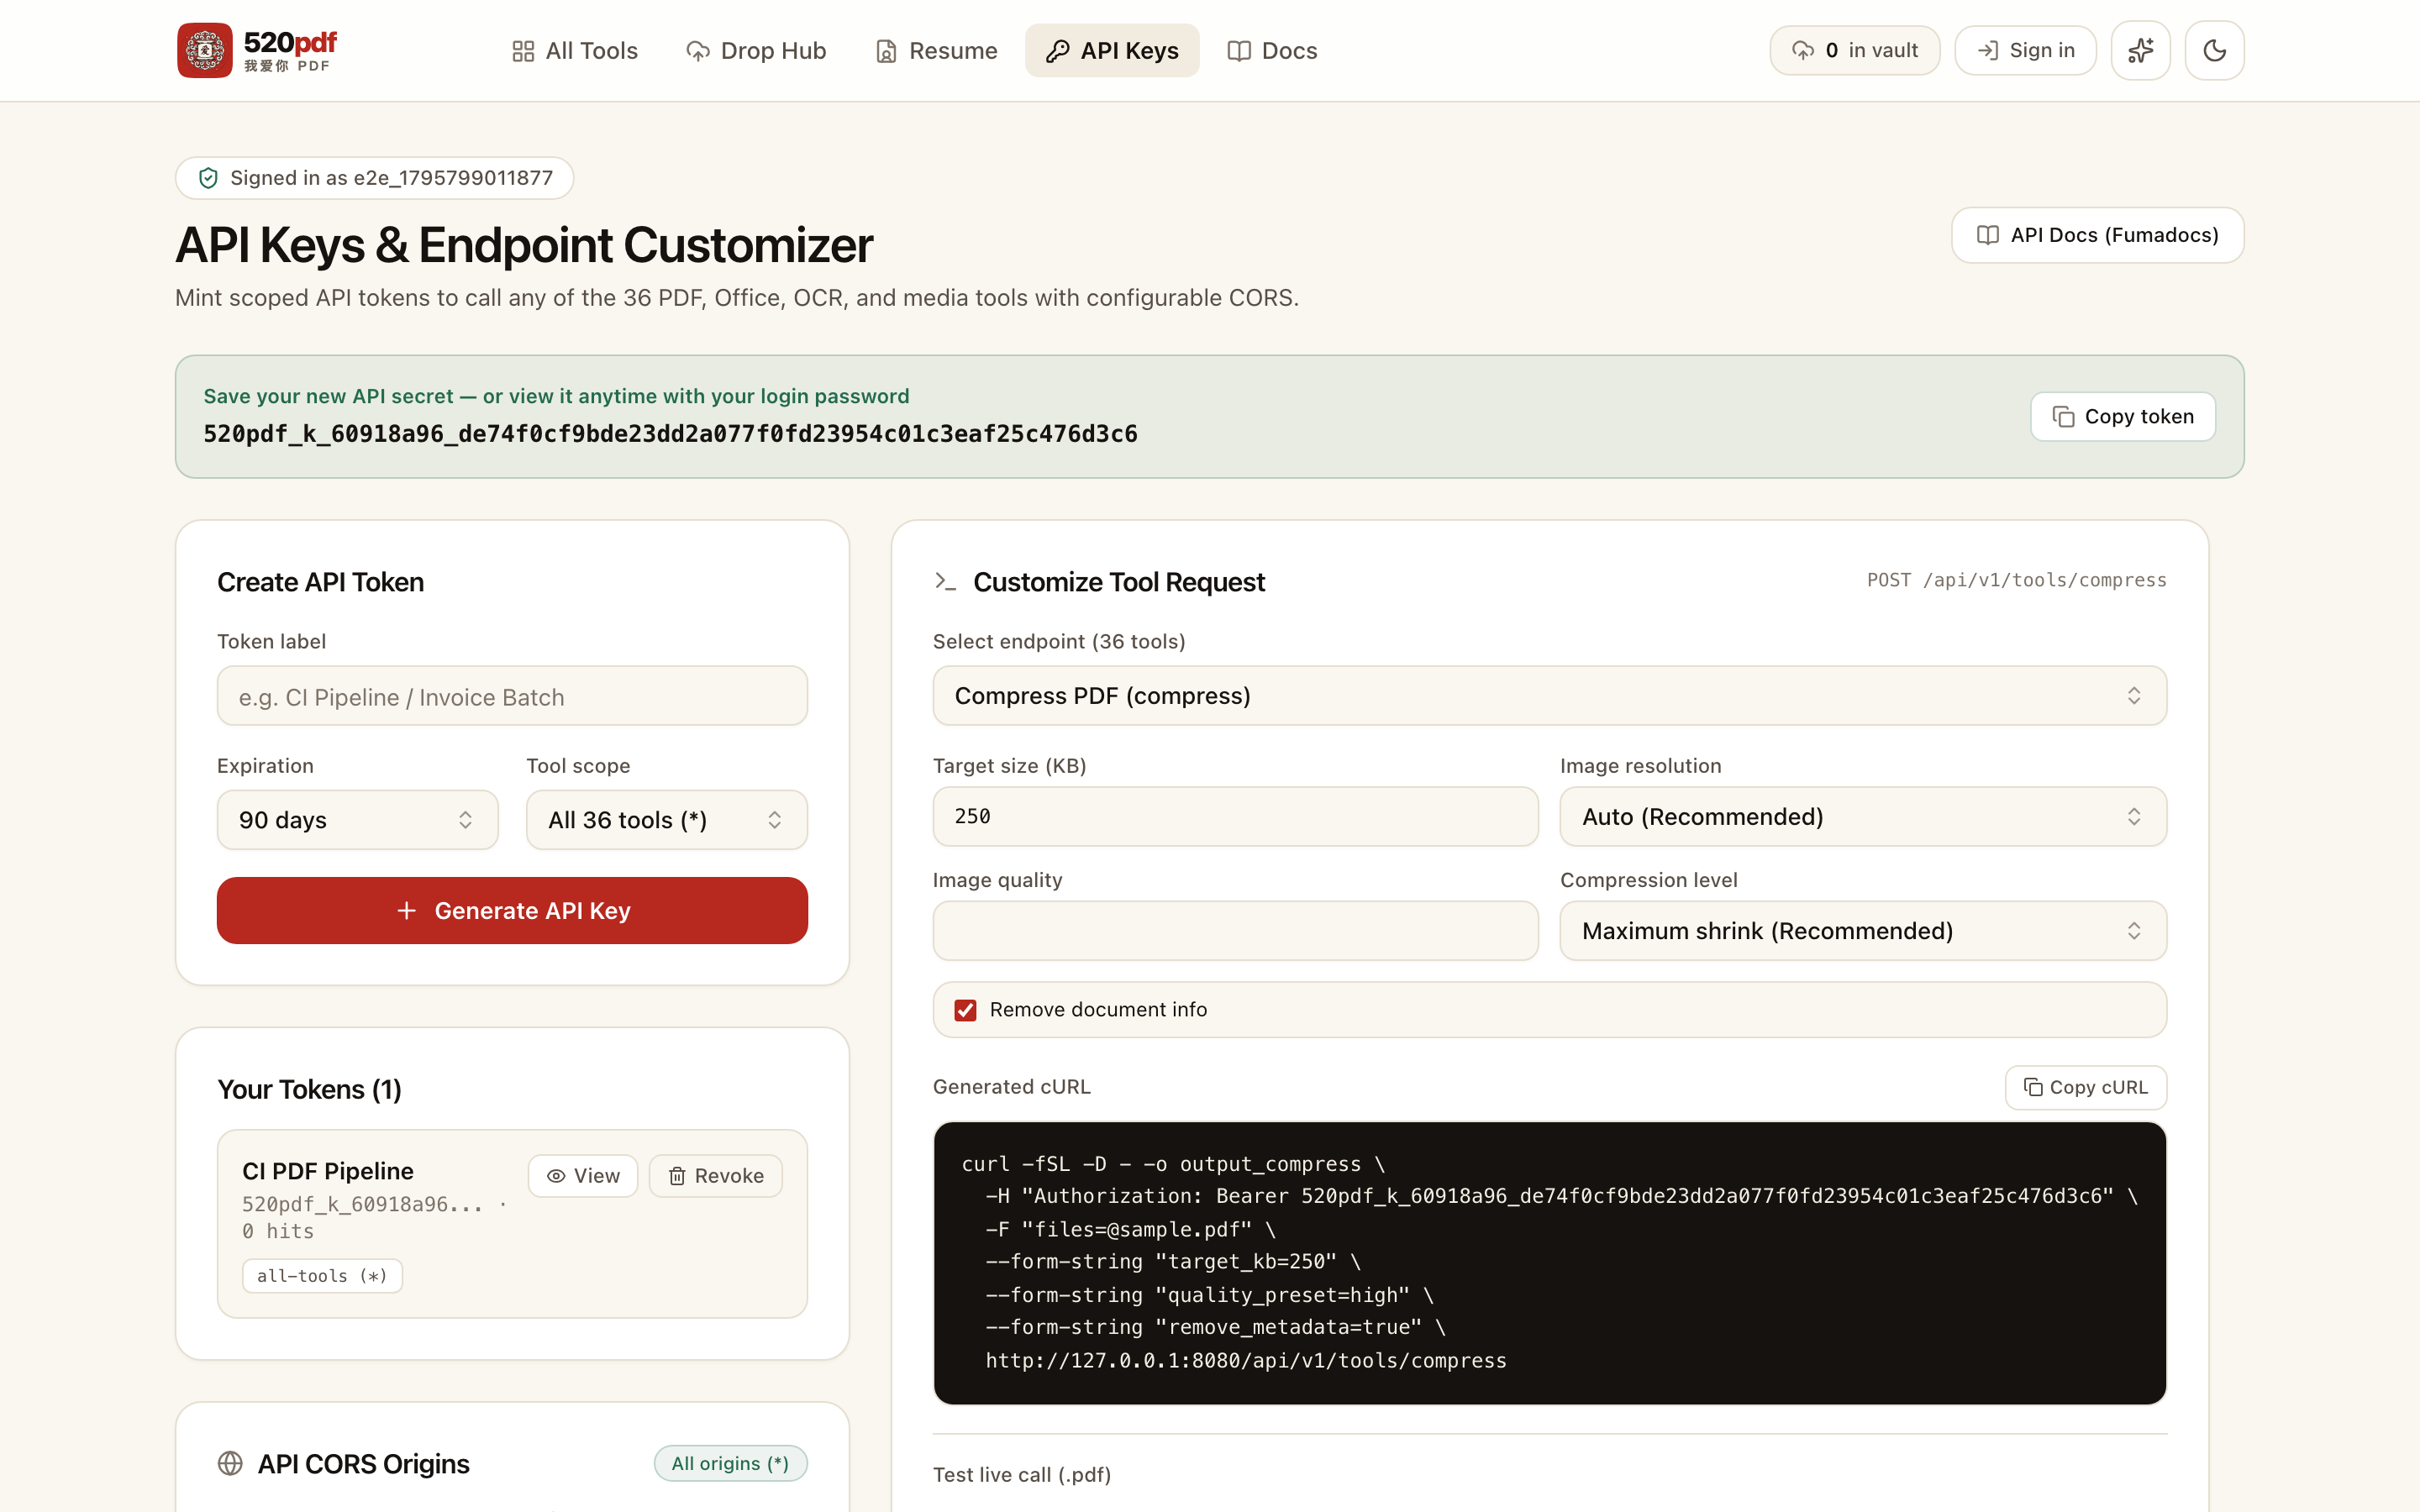 520pdf
我爱你 PDF
All Tools
Drop Hub
Resume
API Keys
Docs
0 in vault
Sign in
Signed in as e2e_1795799011877
API Keys & Endpoint Customizer
API Docs (Fumadocs)
Mint scoped API tokens to call any of the 36 PDF, Office, OCR, and media tools with configurable CORS.
Save your new API secret — or view it anytime with your login password
520pdf_k_60918a96_de74f0cf9bde23dd2a077f0fd23954c01c3eaf25c476d3c6
Copy token
Create API Token
Token label
e.g. CI Pipeline / Invoice Batch
Expiration
Tool scope
90 days
All 36 tools (*)
Generate API Key
Your Tokens (1)
CI PDF Pipeline
View
Revoke
520pdf_k_60918a96... ·
0 hits
all-tools (*)
API CORS Origins
All origins (*)
Customize Tool Request
POST /api/v1/tools/compress
Select endpoint (36 tools)
Compress PDF (compress)
Target size (KB)
Image resolution
250
Auto (Recommended)
Image quality
Compression level
Maximum shrink (Recommended)
Remove document info
Generated cURL
Copy cURL
curl -fSL -D - -o output_compress \
-H "Authorization: Bearer 520pdf_k_60918a96_de74f0cf9bde23dd2a077f0fd23954c01c3eaf25c476d3c6" \
-F "files=@sample.pdf" \
--form-string "target_kb=250" \
--form-string "quality_preset=high" \
--form-string "remove_metadata=true" \
http://127.0.0.1:8080/api/v1/tools/compress
Test live call (.pdf)